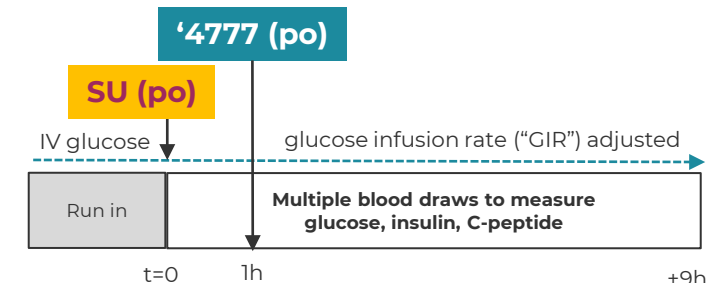 ‘4777 (po)
SU (po)
IV glucose
glucose infusion rate (“GIR”) adjusted
Run in
Multiple blood draws to measure
glucose, insulin, C-peptide
t=0
1h
+9h